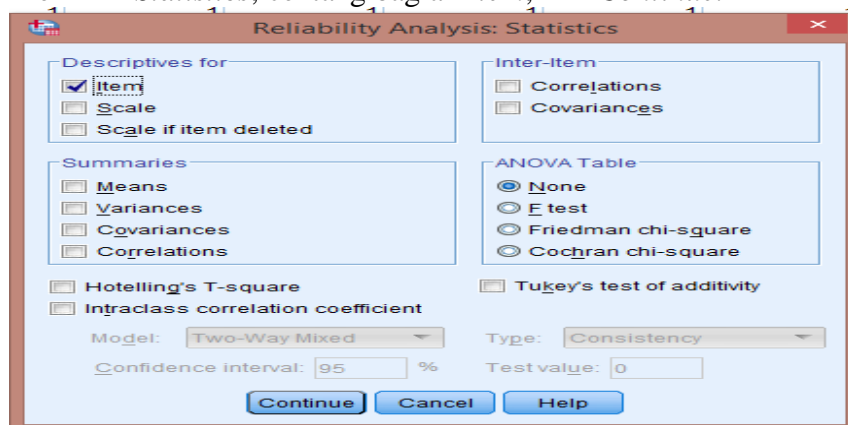 Reliability Analysis: Statistics
Descriptives for
Item
Scale
Scale if item deleted
Inter-Item
Correlations
Covariances
Summaries
Means
Variances
Covariances
Correlations
ANOVA Table
None
F test
Friedman chi-square
Cochran chi-square
Hotelling's T-square
Tukey's test of additivity
Intraclass correlation coefficient
Model: Two-Way Mixed Type: Consistency
Confidence interval: 95 % Test value: 0
Continue Cancel Help